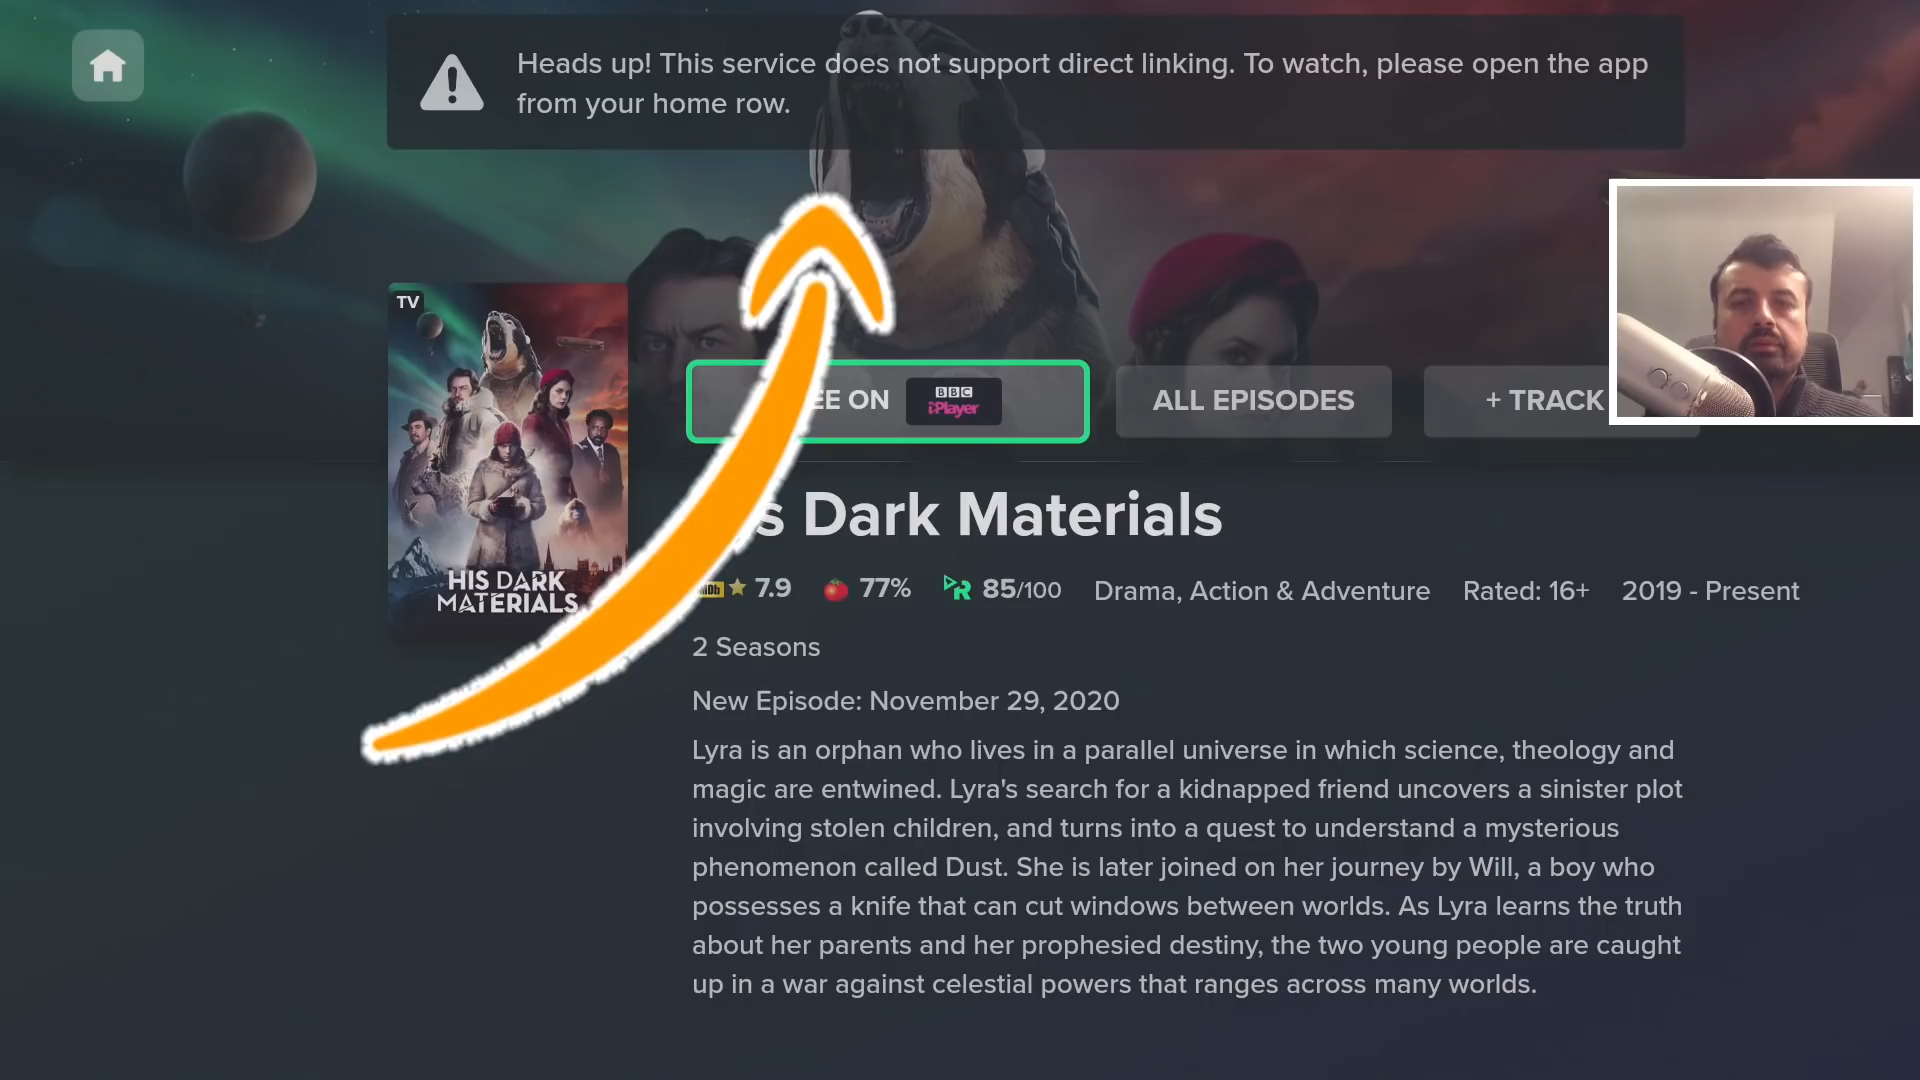 Heads up! This service does not support direct linking. To watch, please open the app
from your home row.
TV
HIS DARK
MATERIALS
EE ON
BBC
iPlayer
ALL EPISODES
+ TRACK
s Dark Materials
7.9
77%
85/100
Drama, Action & Adventure
Rated: 16+
2019 - Present
2 Seasons
New Episode: November 29, 2020
Lyra is an orphan who lives in a parallel universe in which science, theology and
magic are entwined. Lyra's search for a kidnapped friend uncovers a sinister plot
involving stolen children, and turns into a quest to understand a mysterious
phenomenon called Dust. She is later joined on her journey by Will, a boy who
possesses a knife that can cut windows between worlds. As Lyra learns the truth
about her parents and her prophesied destiny, the two young people are caught
up in a war against celestial powers that ranges across many worlds.